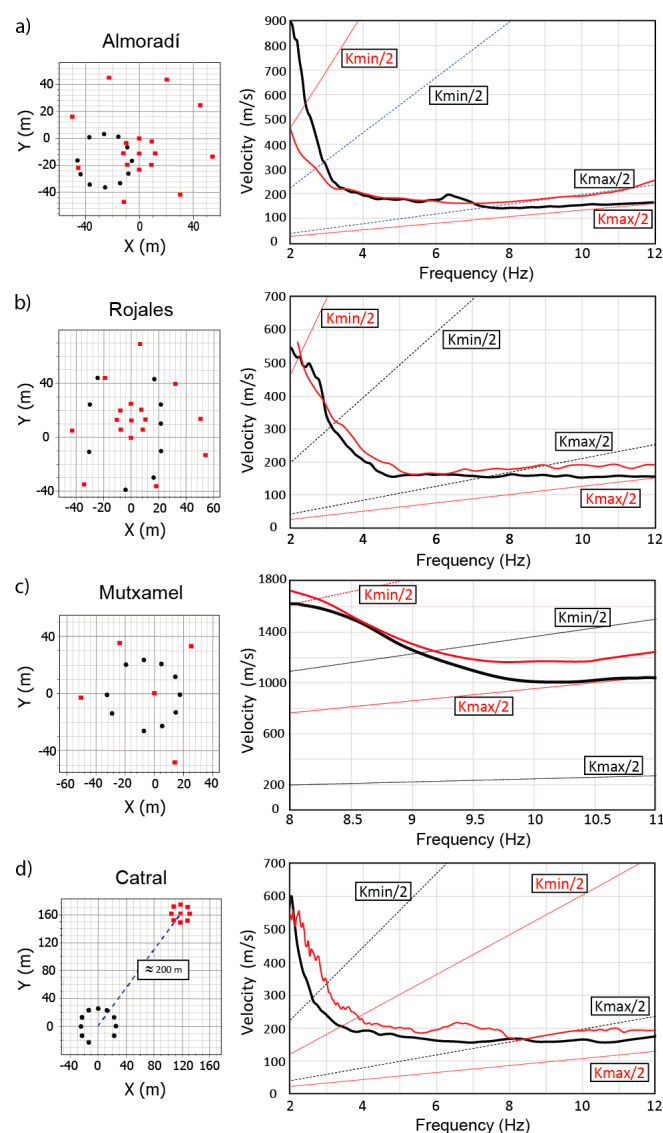 a)
Almoradí
Y (m)
40
20
0
-20
-40
-40 0 40
X (m)
Velocity (m/s)
900
800
700
600
500
400
300
200
100
0
Kmin/2
Kmin/2
Kmax/2
Kmax/2
2 4 6 8 10 12
Frequency (Hz)
b)
Rojales
Y (m)
40
0
-40
-40 -20 0 20 40 60
X (m)
Velocity (m/s)
700
600
500
400
300
200
100
0
Kmin/2
Kmin/2
Kmax/2
Kmax/2
2 3 4 6 8 10 12
Frequency (Hz)
c)
Mutxamel
Y (m)
40
0
-40
-60 -40 -20 0 20 40
X (m)
Velocity (m/s)
1800
1400
1000
600
200
0
Kmin/2
Kmin/2
Kmax/2
Kmax/2
8 8.5 9 9.5 10 10.5 11
Frequency (Hz)
d)
Catral
Y (m)
160
120
80
40
0
-40 0 40 80 120 160
X (m)
≈ 200 m
Velocity (m/s)
700
600
500
400
300
200
100
0
Kmin/2
Kmin/2
Kmax/2
Kmax/2
2 4 6 8 10 12
Frequency (Hz)